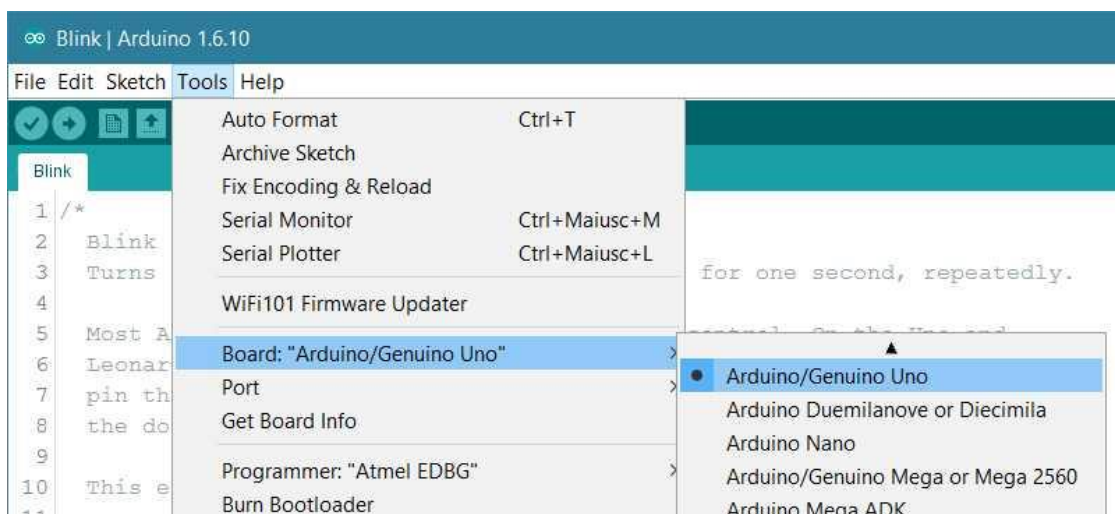 Blink | Arduino 1.6.10
File Edit Sketch Tools Help
Blink
Auto Format Ctrl+T
Archive Sketch
Fix Encoding & Reload
Serial Monitor Ctrl+Maiusc+M
Serial Plotter Ctrl+Maiusc+L
WiFi101 Firmware Updater
Board: "Arduino/Genuino Uno"
Port
Get Board Info
Programmer: "Atmel EDBG"
Burn Bootloader
Arduino/Genuino Uno
Arduino Duemilanove or Diecimila
Arduino Nano
Arduino/Genuino Mega or Mega 2560
Arduino Mega ADK
1 /*
2 Blink
3 Turns for one second, repeatedly.
4
5 Most A
6 Leonar
7 pin th
8 the do
9
10 This e